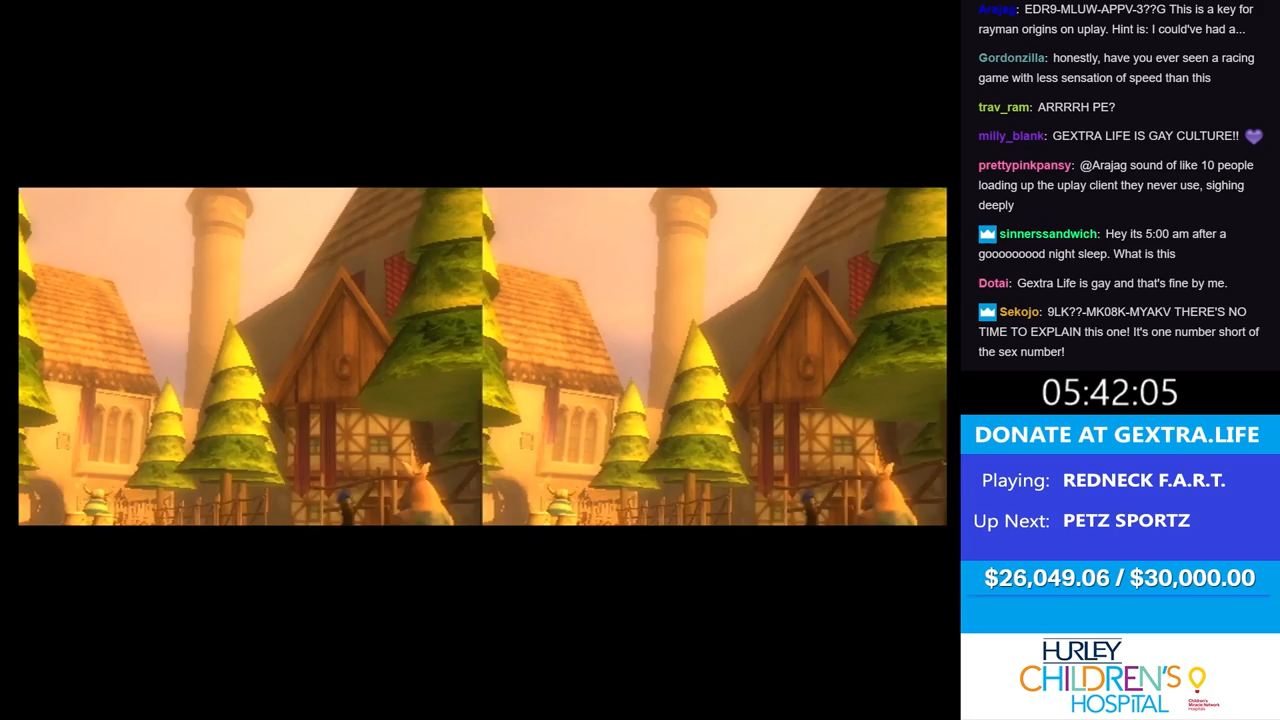 Arajag: EDR9-MLUW-APPV-3??G This is a key for
rayman origins on uplay. Hint is: I could've had a...
Gordonzilla: honestly, have you ever seen a racing
game with less sensation of speed than this
trav_ram: ARRRRH PE?
milly_blank: GEXTRA LIFE IS GAY CULTURE!!
prettypinkpansy: @Arajag sound of like 10 people
loading up the uplay client they never use, sighing
deeply
sinnerssandwich: Hey its 5:00 am after a
gooooooood night sleep. What is this
Dotai: Gextra Life is gay and that's fine by me.
Sekojo: 9LK??-MK08K-MYAKV THERE'S NO
TIME TO EXPLAIN this one! It's one number short of
the sex number!
05:42:05
DONATE AT GEXTRA.LIFE
Playing: REDNECK F.A.R.T.
Up Next: PETZ SPORTZ
$26,049.06 / $30,000.00
HURLEY
CHILDREN'S
HOSPITAL
Children's
Miracle Network
Hospitals